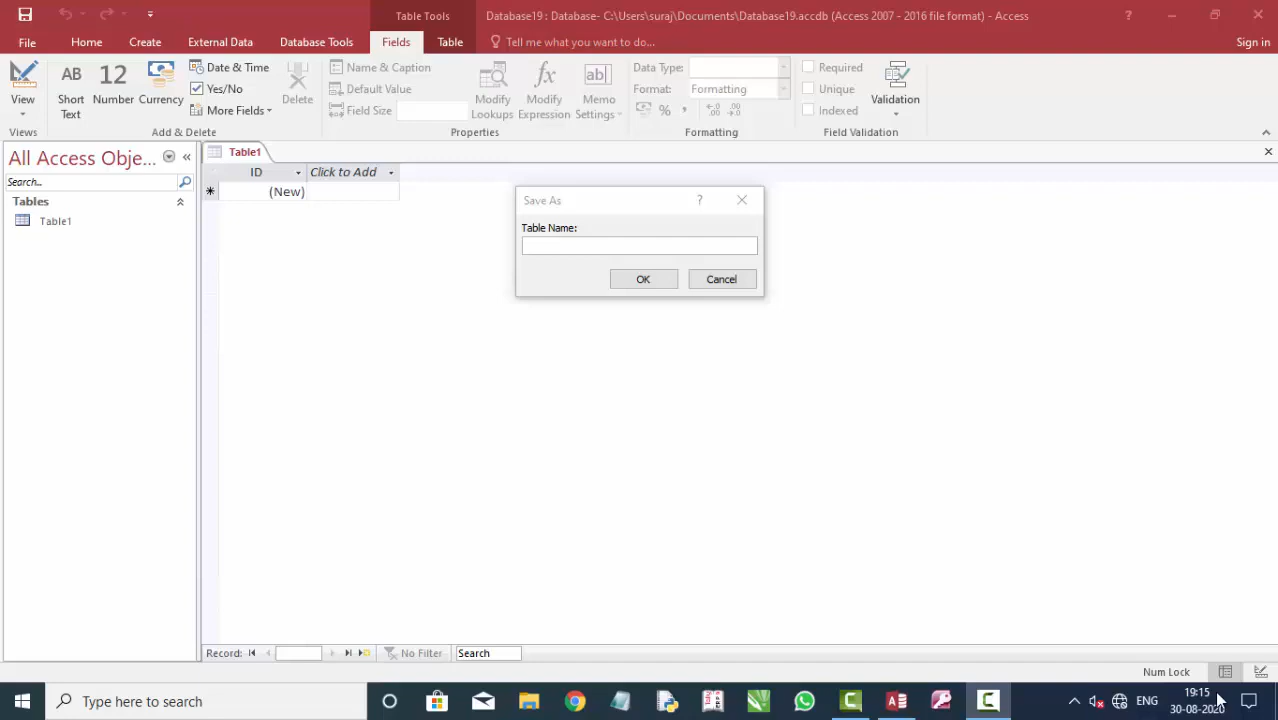 Table Tools
Database19 : Database- C:\Users\suraj\Documents\Database19.accdb (Access 2007 - 2016 file format) - Access
?
File Home Create External Data Database Tools Fields Table Tell me what you want to do... Sign in
View
Views
AB
Short
Text
12
Number
Currency
Date & Time
Yes/No
More Fields
Delete
Add & Delete
Name & Caption
Default Value
Field Size
Modify
Lookups
fx
Modify
Expression
ab
Memo
Settings
Properties
Data Type:
Format: Formatting
% ,
Formatting
Required
Unique
Indexed
Validation
Field Validation
All Access Obje...
Search...
Tables
Table1
Table1
ID Click to Add
(New)
Save As ?
Table Name:
OK Cancel
Record: No Filter Search
Num Lock
Type here to search
ENG
19:15
30-08-2020